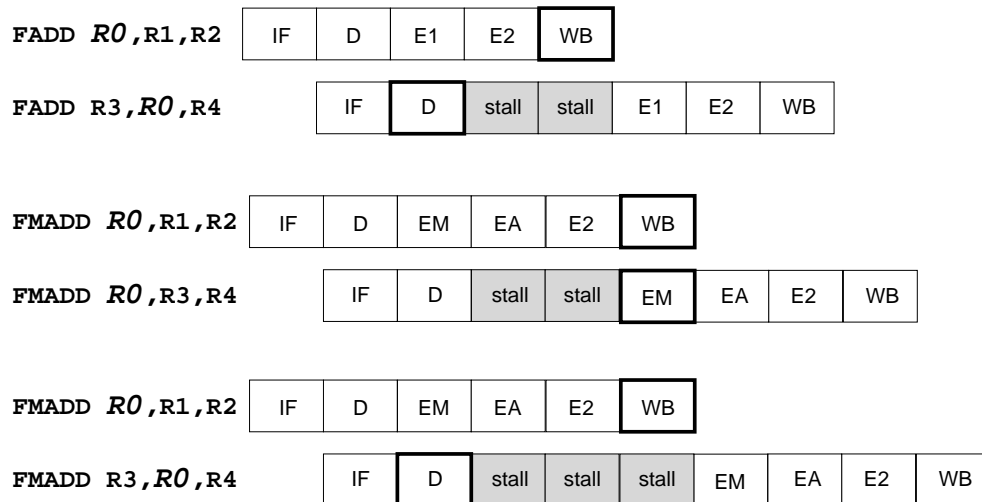 FADD R0,R1,R2 IF D E1 E2 WB
FADD R3,R0,R4 IF D stall stall E1 E2 WB
FMADD R0,R1,R2 IF D EM EA E2 WB
FMADD R0,R3,R4 IF D stall stall EM EA E2 WB
FMADD R0,R1,R2 IF D EM EA E2 WB
FMADD R3,R0,R4 IF D stall stall stall EM EA E2 WB